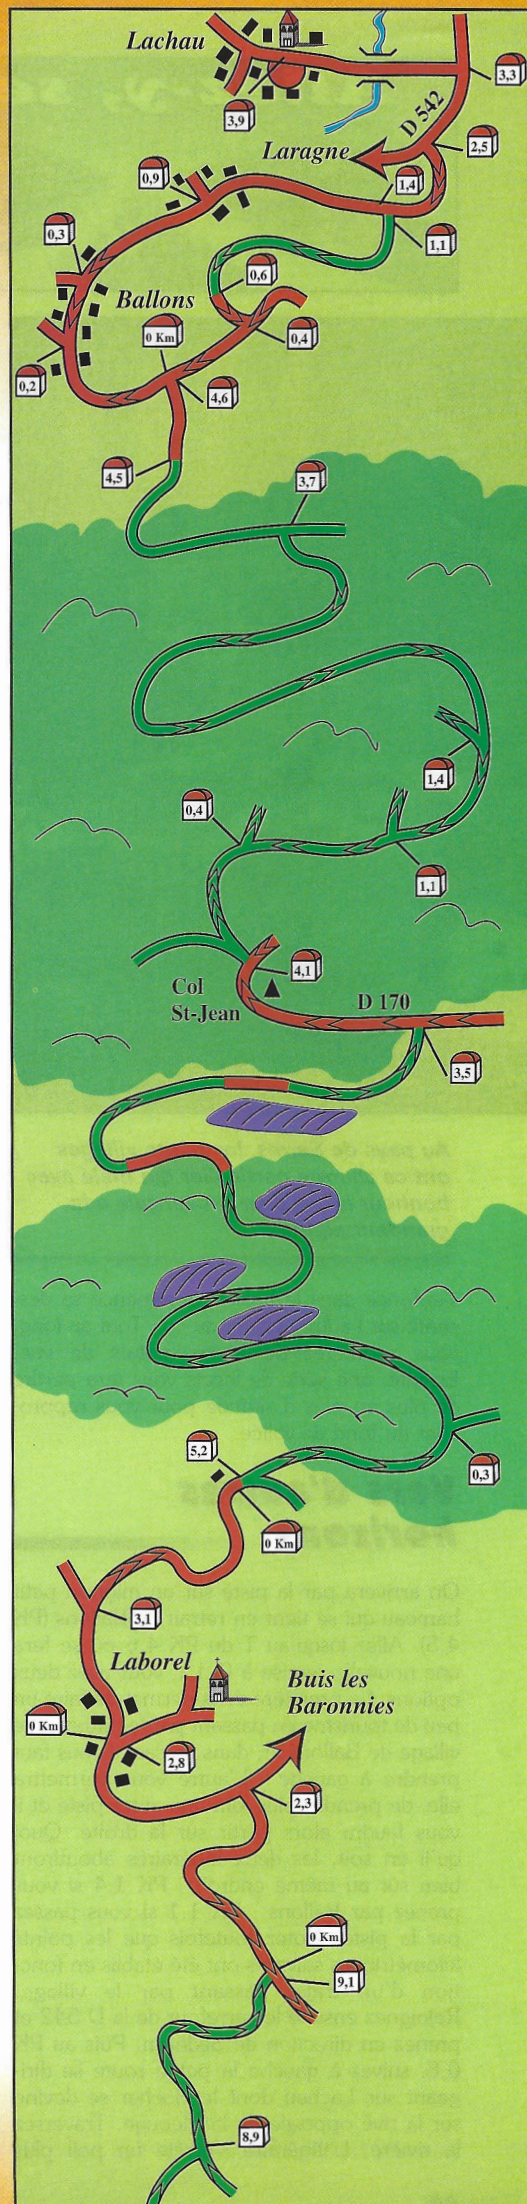 Lachau
3,3
3,9
D 542
Laragne
2,5
0,9
1,4
1,1
0,3
0,6
Ballons
0 Km
0,4
0,2
4,6
4,5
3,7
1,4
0,4
1,1
4,1
Col
St-Jean
D 170
3,5
5,2
0,3
0 Km
3,1
Laborel
Buis les
Baronnies
0 Km
2,8
2,3
0 Km
9,1
8,9